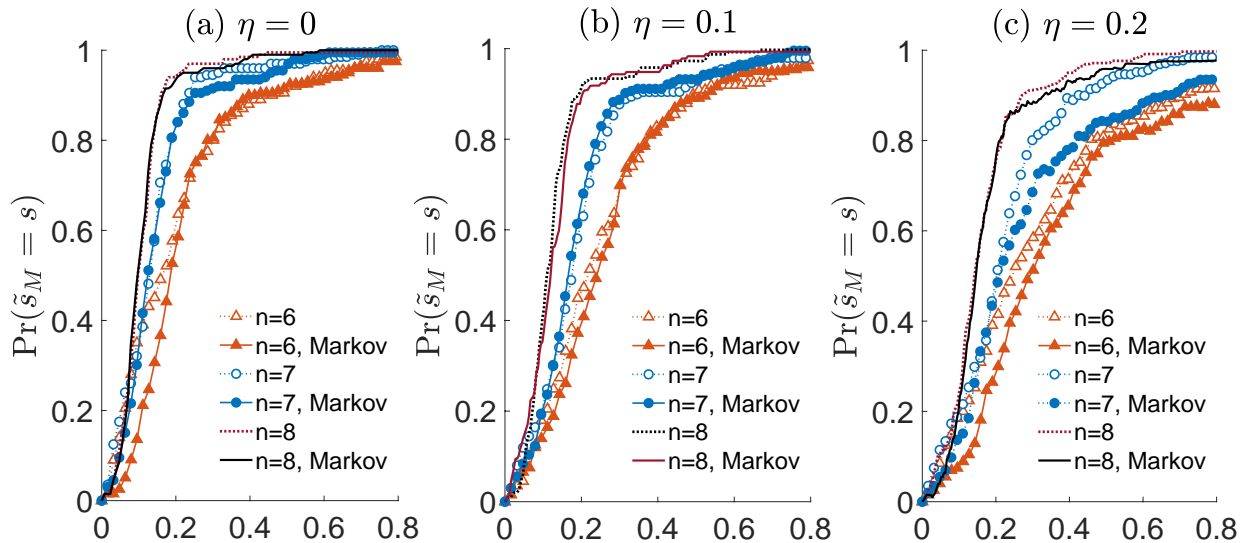 (a) η = 0
Pr(s̃_M = s)
1
0.8
0.6
0.4
0.2
0
0
0.2
0.4
0.6
0.8
n=6
n=6, Markov
n=7
n=7, Markov
n=8
n=8, Markov
(b) η = 0.1
Pr(s̃_M = s)
1
0.8
0.6
0.4
0.2
0
0
0.2
0.4
0.6
0.8
n=6
n=6, Markov
n=7
n=7, Markov
n=8
n=8, Markov
(c) η = 0.2
Pr(s̃_M = s)
1
0.8
0.6
0.4
0.2
0
0
0.2
0.4
0.6
0.8
n=6
n=6, Markov
n=7
n=7, Markov
n=8
n=8, Markov